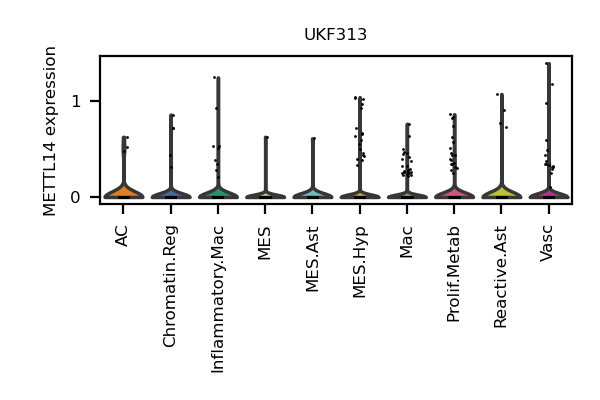 UKF313
METTL14 expression
1
0
AC
Chromatin.Reg
Inflammatory.Mac
MES
MES.Ast
MES.Hyp
Mac
Prolif.Metab
Reactive.Ast
Vasc